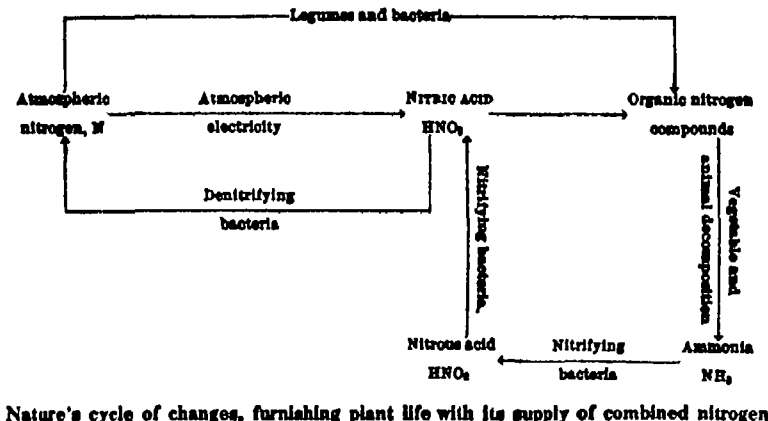 Legumes and bacteria
Atmospheric
nitrogen, N
Atmospheric
electricity
NITRIC ACID
HNO₃
Organic nitrogen
compounds
Denitrifying
bacteria
Nitrifying bacteria.
Vegetable and
animal decomposition
Nitrous acid
HNO₂
Nitrifying
bacteria
Ammonia
NH₃
Nature's cycle of changes, furnishing plant life with its supply of combined nitrogen